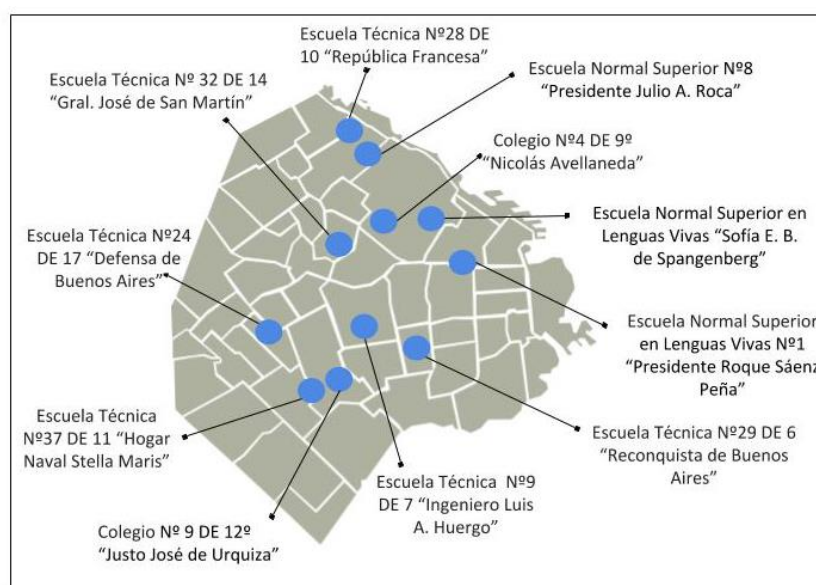 Escuela Técnica Nº28 DE
10 “República Francesa”
Escuela Técnica Nº 32 DE 14
“Gral. José de San Martín”
Escuela Normal Superior Nº8
“Presidente Julio A. Roca”
Colegio Nº4 DE 9º
“Nicolás Avellaneda”
Escuela Normal Superior en
Lenguas Vivas “Sofía E. B.
de Spangenberg”
Escuela Técnica Nº24
DE 17 “Defensa de
Buenos Aires”
Escuela Normal Superior
en Lenguas Vivas Nº1
“Presidente Roque Sáenz
Peña”
Escuela Técnica
Nº37 DE 11 “Hogar
Naval Stella Maris”
Escuela Técnica Nº29 DE 6
“Reconquista de Buenos
Aires”
Escuela Técnica Nº9
DE 7 “Ingeniero Luis
A. Huergo”
Colegio Nº 9 DE 12º
“Justo José de Urquiza”